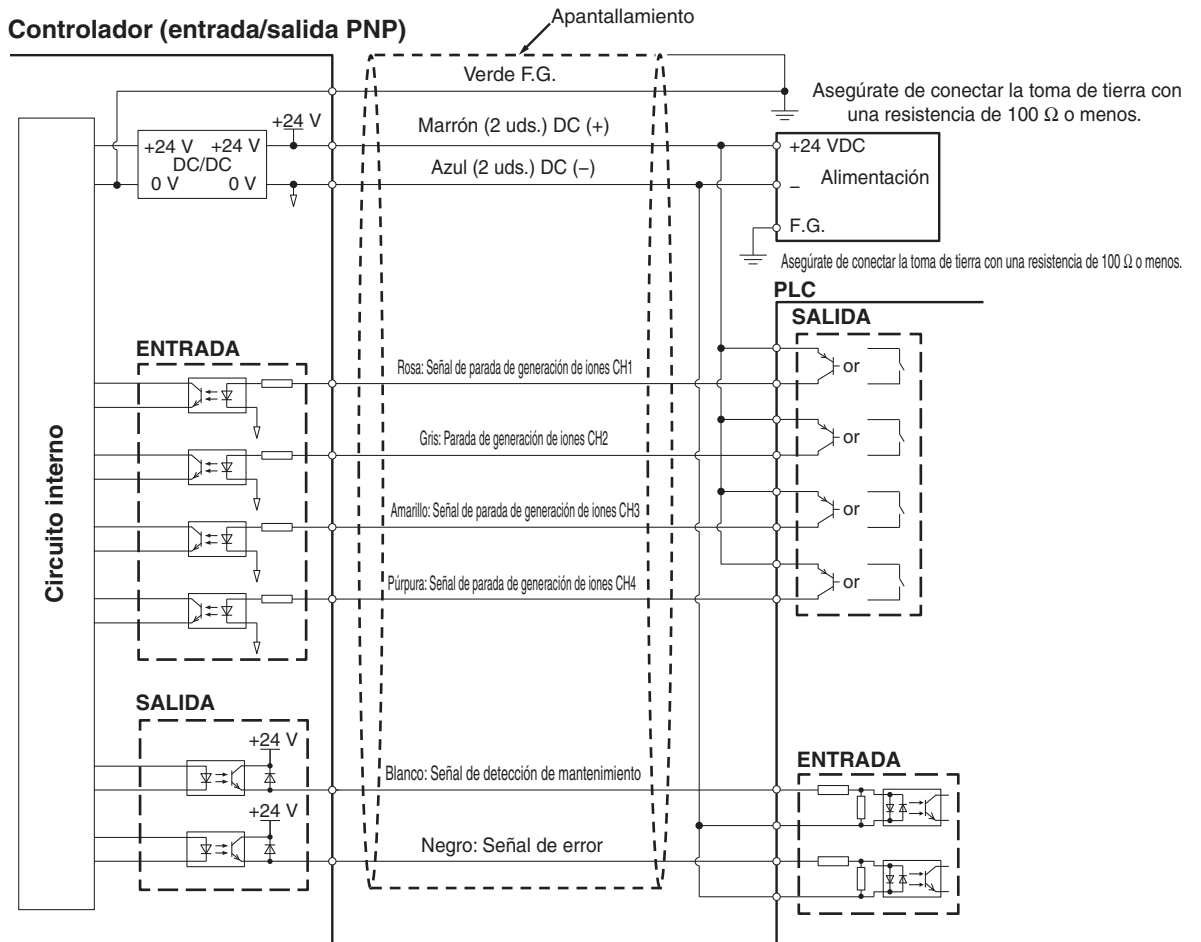 Controlador (entrada/salida PNP)
Apantallamiento
Verde F.G.
Asegúrate de conectar la toma de tierra con
una resistencia de 100 Ω o menos.
+24 V
Marrón (2 uds.) DC (+)
+24 VDC
+24 V +24 V
DC/DC
0 V 0 V
Azul (2 uds.) DC (−)
−
Alimentación
F.G.
Asegúrate de conectar la toma de tierra con una resistencia de 100 Ω o menos.
PLC
SALIDA
ENTRADA
Rosa: Señal de parada de generación de iones CH1
or
Gris: Parada de generación de iones CH2
or
Circuito interno
Amarillo: Señal de parada de generación de iones CH3
or
Púrpura: Señal de parada de generación de iones CH4
or
SALIDA
+24 V
ENTRADA
Blanco: Señal de detección de mantenimiento
+24 V
Negro: Señal de error